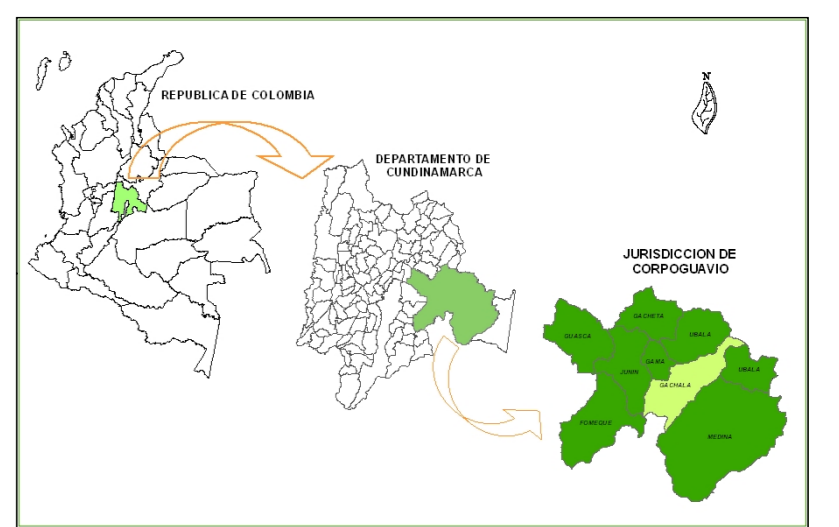 N
REPUBLICA DE COLOMBIA
DEPARTAMENTO DE
CUNDINAMARCA
JURISDICCION DE
CORPOGUAVIO
GACHETA
GUASCA
UBALA
GAMA
JUNIN
UBALA
GACHALA
FOMEQUE
MEDINA